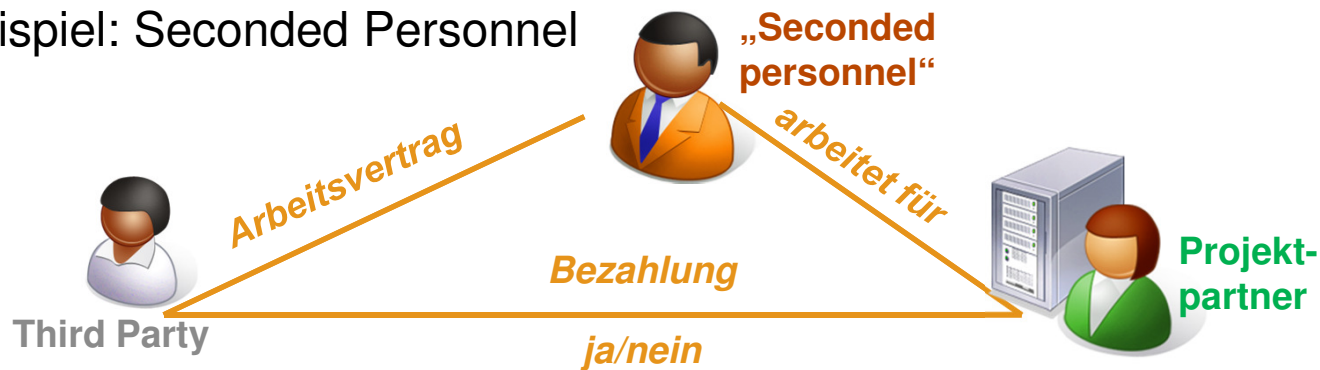 ispiel: Seconded Personnel
„Seconded
personnel“
Arbeitsvertrag
arbeitet für
Bezahlung
ja/nein
Third Party
Projekt-
partner